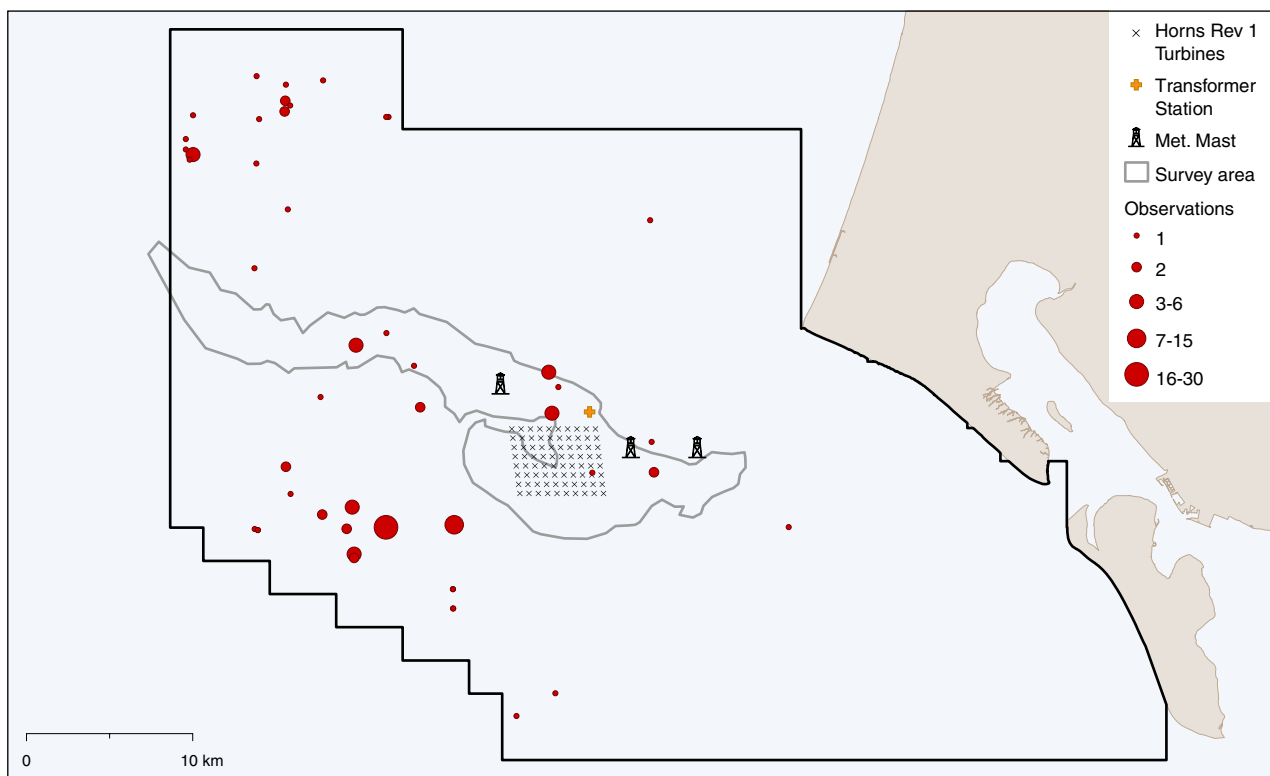 Horns Rev 1
Turbines
Transformer
Station
Met. Mast
Survey area
Observations
1
2
3-6
7-15
16-30
0
10 km